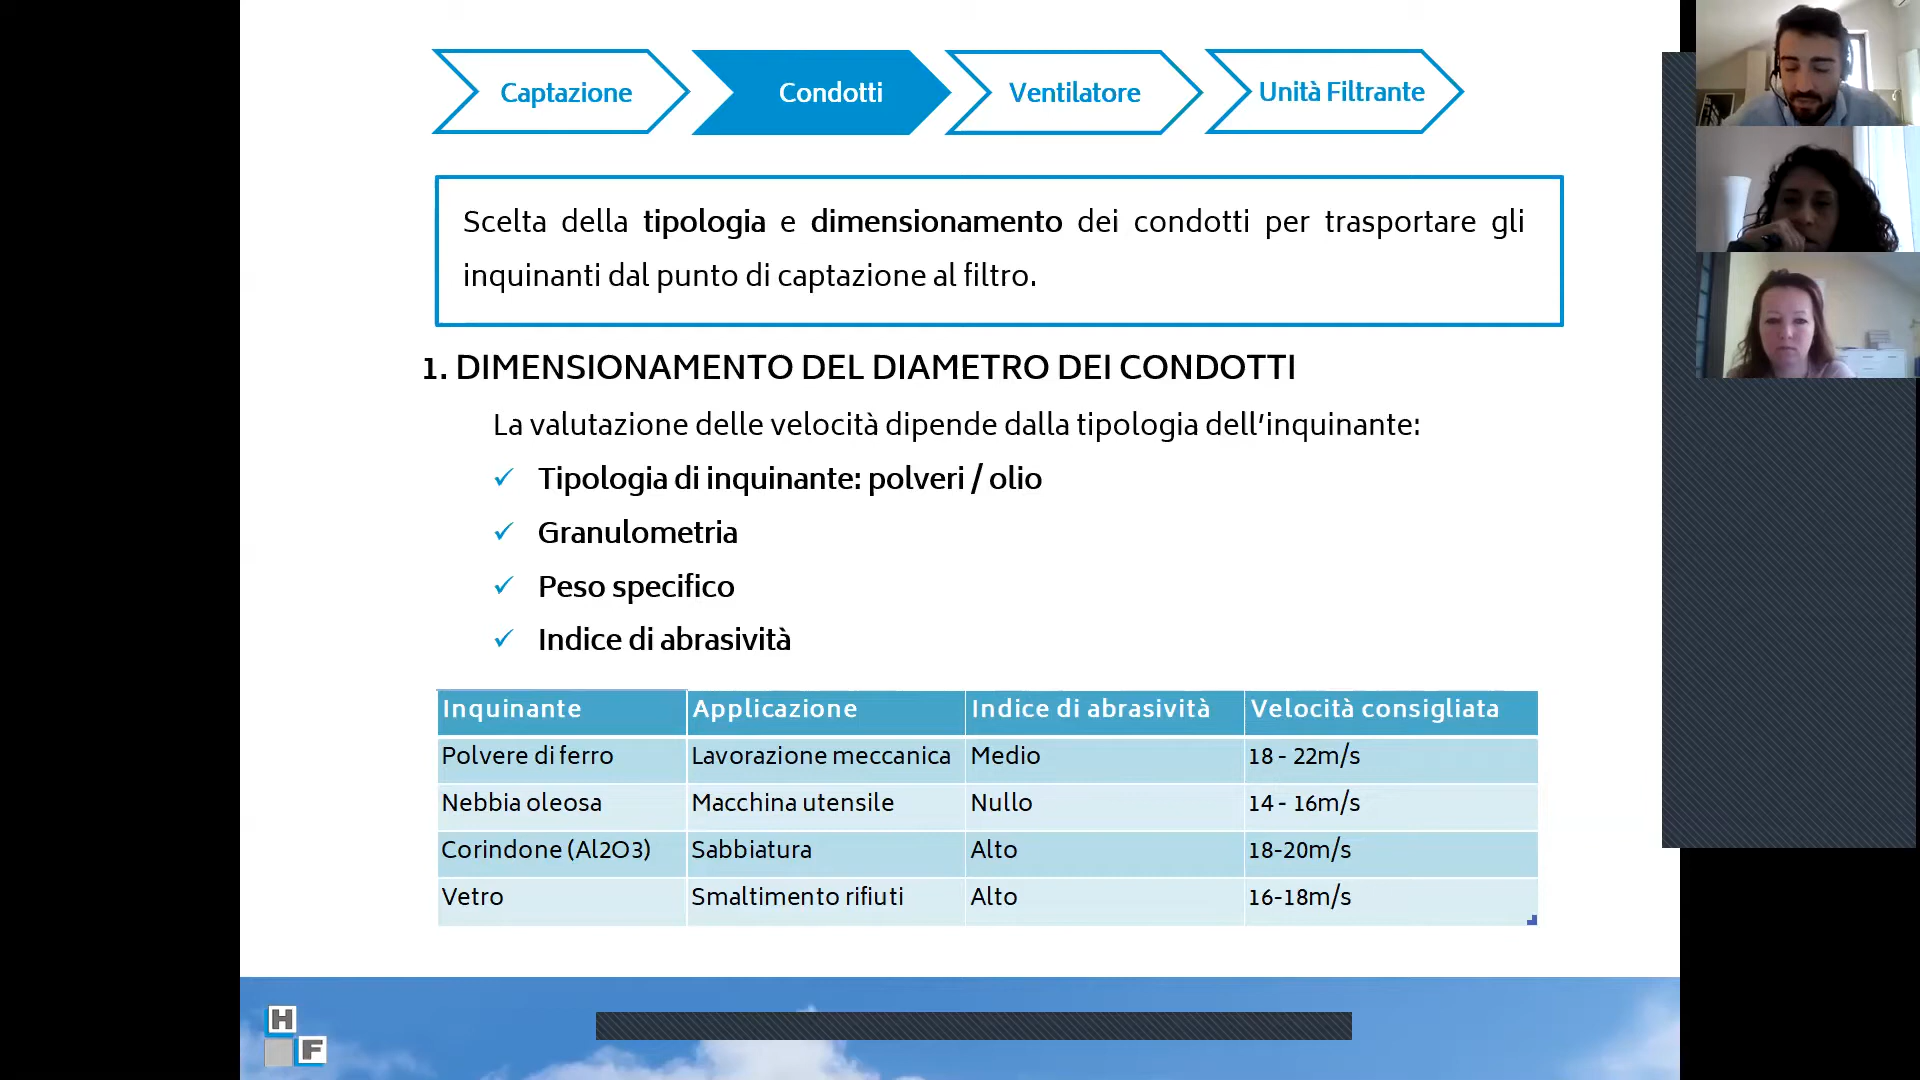 Captazione
Condotti
Ventilatore
Unità Filtrante
Scelta della tipologia e dimensionamento dei condotti per trasportare gli
inquinanti dal punto di captazione al filtro.
1. DIMENSIONAMENTO DEL DIAMETRO DEI CONDOTTI
La valutazione delle velocità dipende dalla tipologia dell'inquinante:
✓ Tipologia di inquinante: polveri / olio
✓ Granulometria
✓ Peso specifico
✓ Indice di abrasività
Inquinante Applicazione Indice di abrasività Velocità consigliata
Polvere di ferro Lavorazione meccanica Medio 18 - 22m/s
Nebbia oleosa Macchina utensile Nullo 14 - 16m/s
Corindone (Al2O3) Sabbiatura Alto 18-20m/s
Vetro Smaltimento rifiuti Alto 16-18m/s
H
F